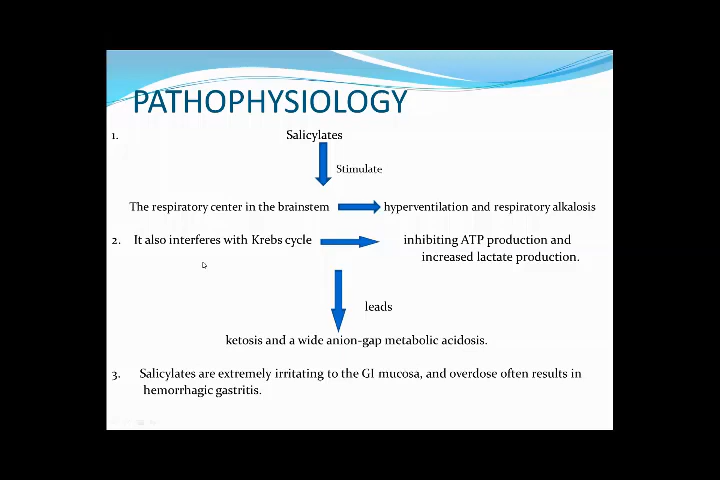 PATHOPHYSIOLOGY
1. Salicylates
Stimulate
The respiratory center in the brainstem hyperventilation and respiratory alkalosis
2. It also interferes with Krebs cycle inhibiting ATP production and
increased lactate production.
leads
ketosis and a wide anion-gap metabolic acidosis.
3. Salicylates are extremely irritating to the GI mucosa, and overdose often results in
hemorrhagic gastritis.